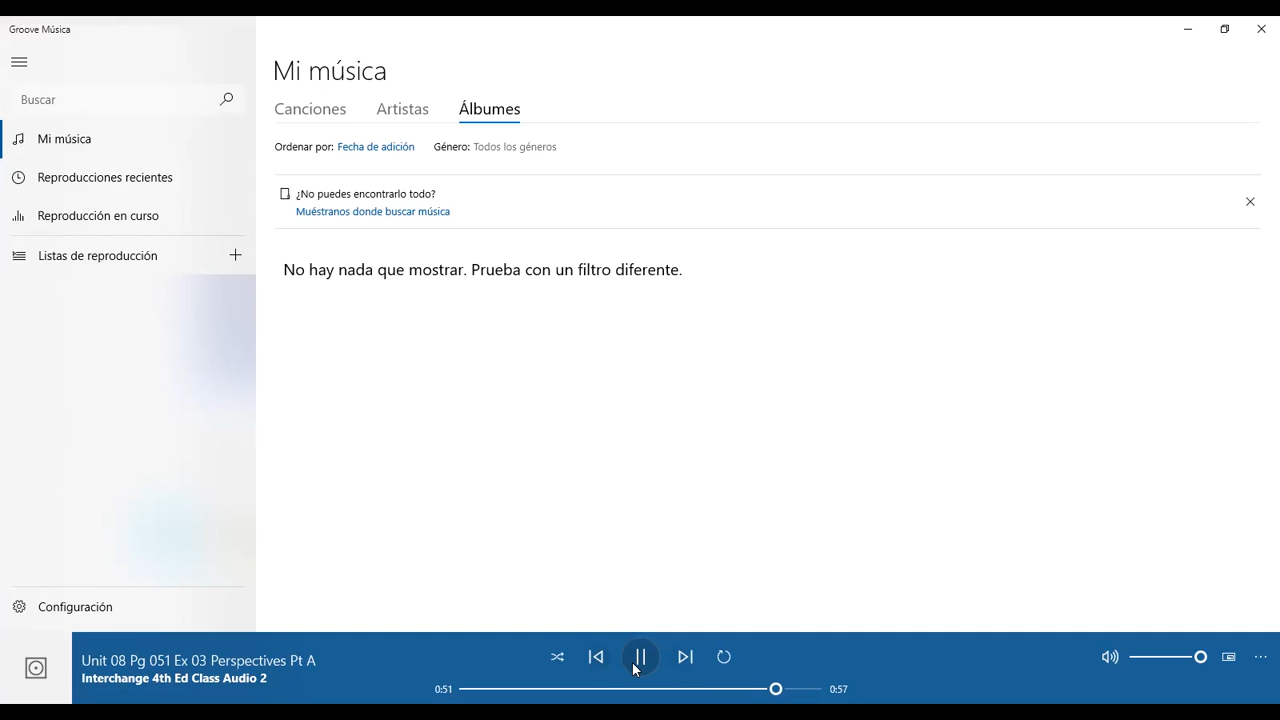 Groove Música
Buscar
Mi música
Reproducciones recientes
Reproducción en curso
Listas de reproducción
Configuración
Mi música
Canciones Artistas Álbumes
Ordenar por: Fecha de adición Género: Todos los géneros
¿No puedes encontrarlo todo?
Muéstranos donde buscar música
No hay nada que mostrar. Prueba con un filtro diferente.
Unit 08 Pg 051 Ex 03 Perspectives Pt A
Interchange 4th Ed Class Audio 2
0:51 0:57